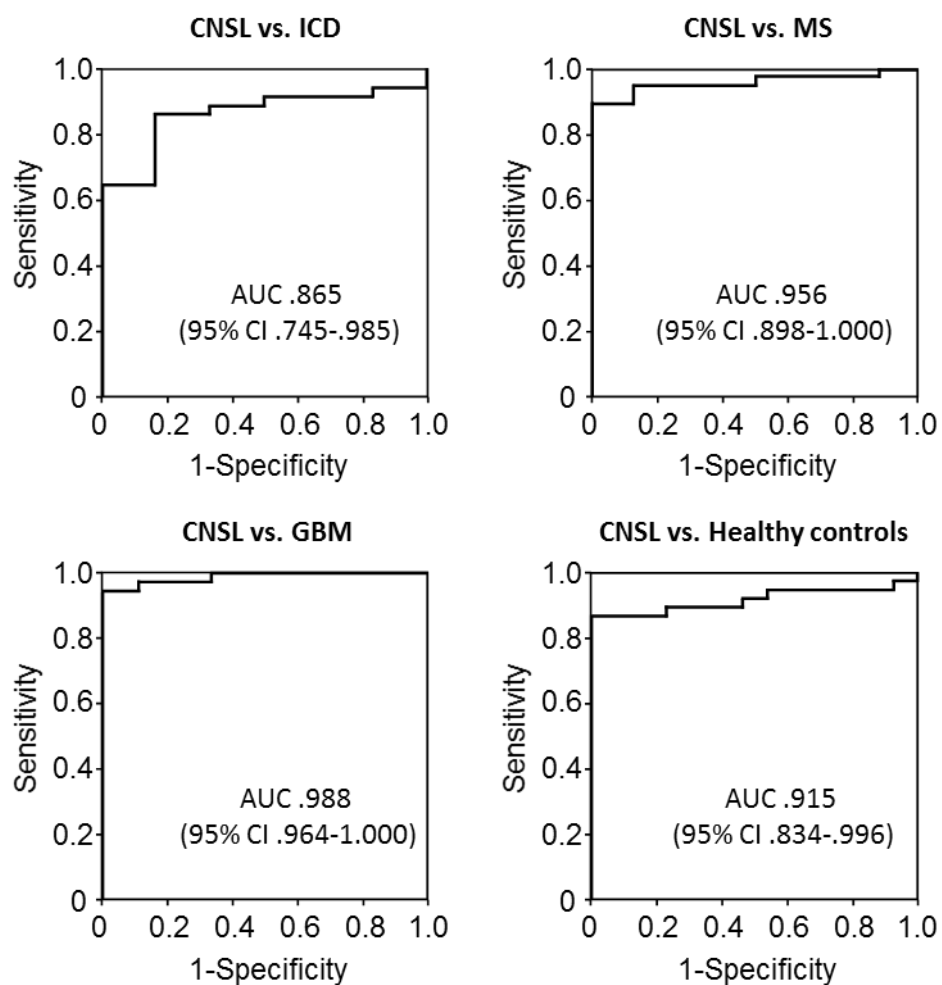 CNSL vs. ICD
Sensitivity
1.0
0.8
0.6
0.4
0.2
0
AUC .865
(95% CI .745-.985)
0 0.2 0.4 0.6 0.8 1.0
1-Specificity
CNSL vs. MS
Sensitivity
1.0
0.8
0.6
0.4
0.2
0
AUC .956
(95% CI .898-1.000)
0 0.2 0.4 0.6 0.8 1.0
1-Specificity
CNSL vs. GBM
Sensitivity
1.0
0.8
0.6
0.4
0.2
0
AUC .988
(95% CI .964-1.000)
0 0.2 0.4 0.6 0.8 1.0
1-Specificity
CNSL vs. Healthy controls
Sensitivity
1.0
0.8
0.6
0.4
0.2
0
AUC .915
(95% CI .834-.996)
0 0.2 0.4 0.6 0.8 1.0
1-Specificity